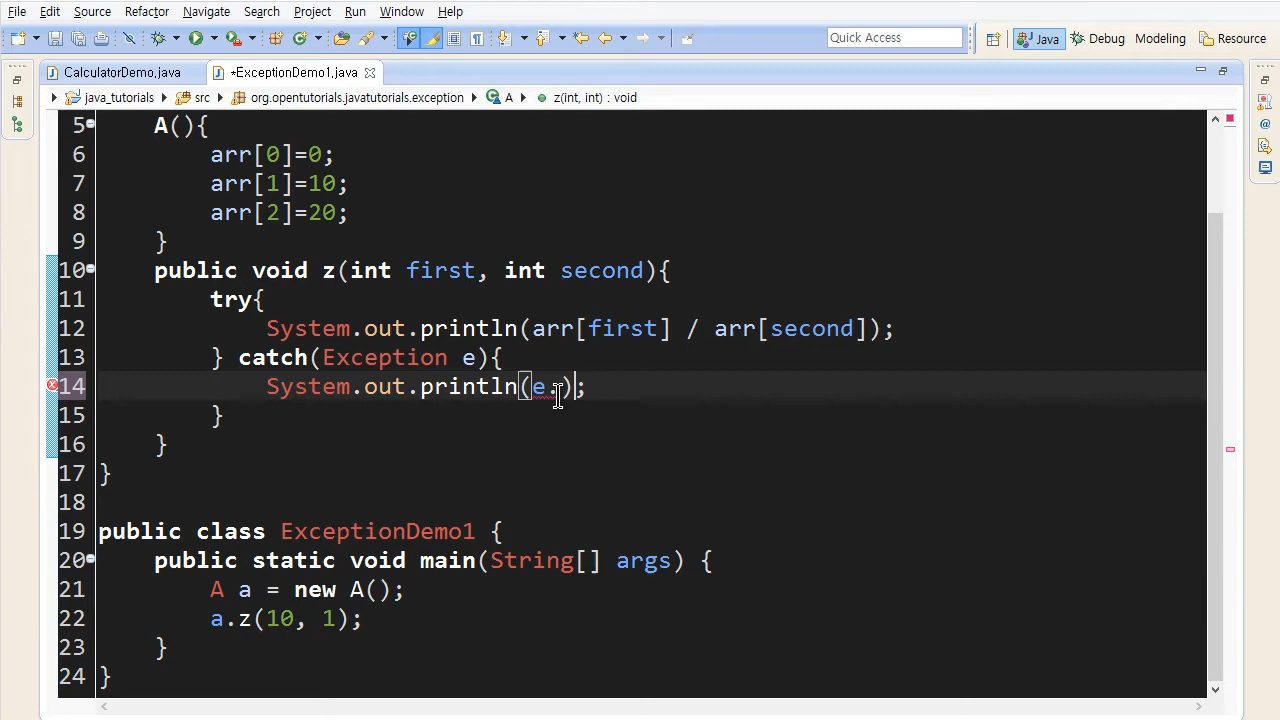 File Edit Source Refactor Navigate Search Project Run Window Help
Quick Access Java Debug Modeling Resource
CalculatorDemo.java *ExceptionDemo1.java
java_tutorials src org.opentutorials.javatutorials.exception A z(int, int) : void
5 A(){
6 arr[0]=0;
7 arr[1]=10;
8 arr[2]=20;
9 }
10 public void z(int first, int second){
11 try{
12 System.out.println(arr[first] / arr[second]);
13 } catch(Exception e){
14 System.out.println(e.);
15 }
16 }
17 }
18
19 public class ExceptionDemo1 {
20 public static void main(String[] args) {
21 A a = new A();
22 a.z(10, 1);
23 }
24 }